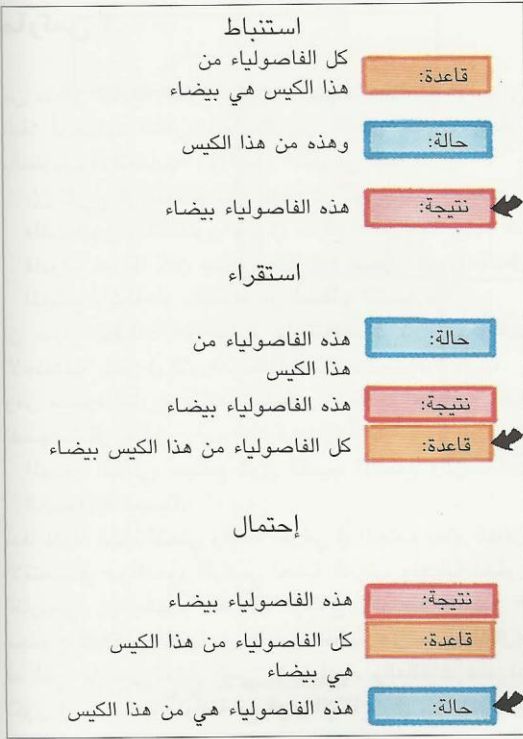 استنباط
قاعدة: كل الفاصولياء من
هذا الكيس هي بيضاء
حالة: وهذه من هذا الكيس
نتيجة: هذه الفاصولياء بيضاء
استقراء
حالة: هذه الفاصولياء من
هذا الكيس
نتيجة: هذه الفاصولياء بيضاء
قاعدة: كل الفاصولياء من هذا الكيس بيضاء
إحتمال
نتيجة: هذه الفاصولياء بيضاء
قاعدة: كل الفاصولياء من هذا الكيس
هي بيضاء
حالة: هذه الفاصولياء هي من هذا الكيس